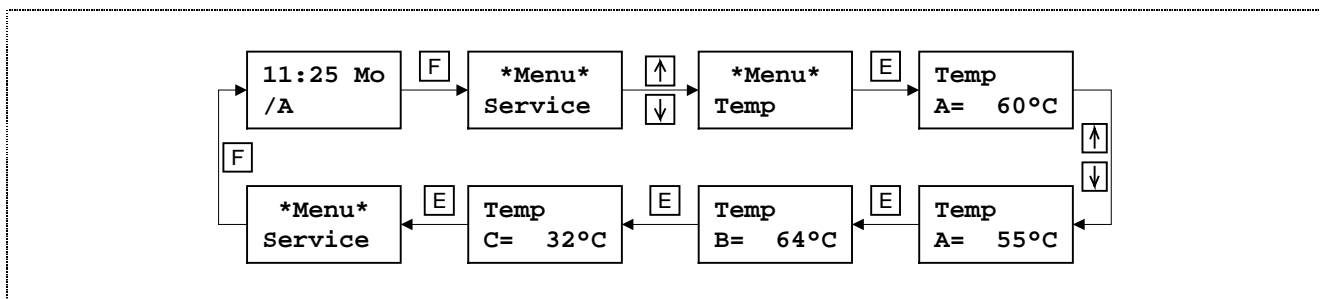 11:25 Mo
/A
F
*Menu*
Service
↑
↓
*Menu*
Temp
E
Temp
A= 60°C
↑
↓
F
*Menu*
Service
E
Temp
C= 32°C
E
Temp
B= 64°C
E
Temp
A= 55°C